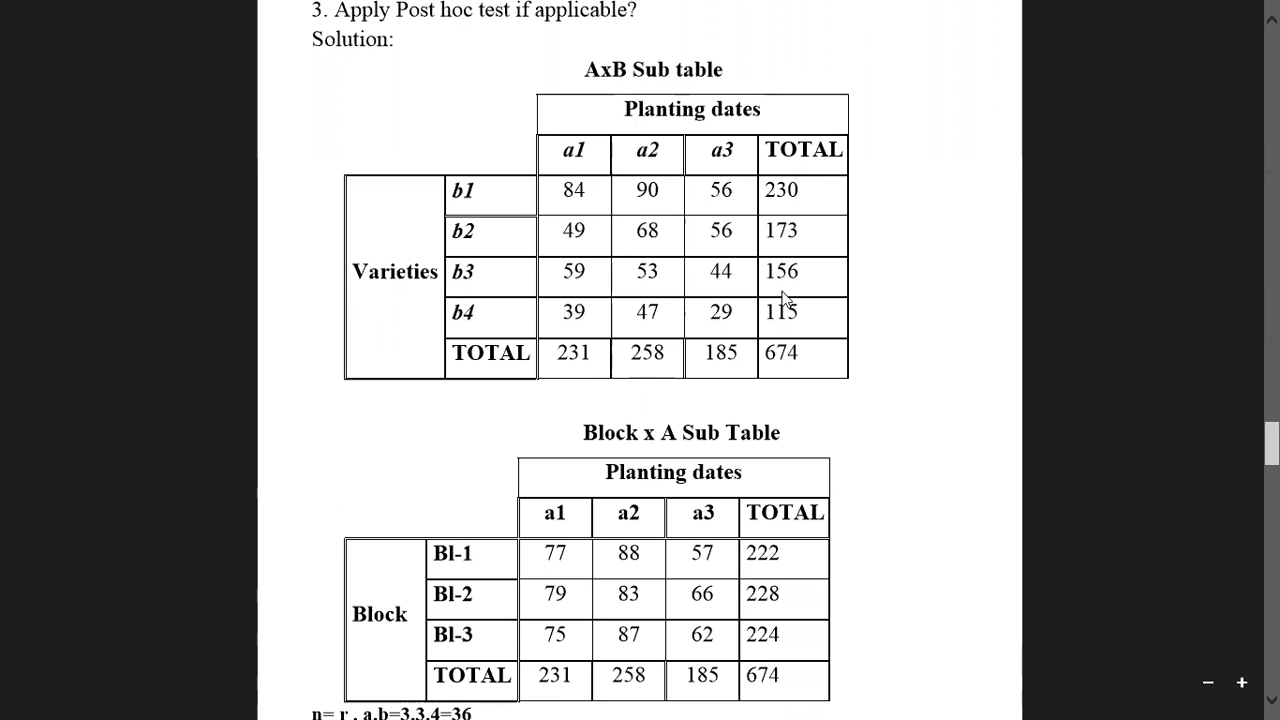 3. Apply Post hoc test if applicable?
Solution:
AxB Sub table
Planting dates
a1 a2 a3 TOTAL
b1 84 90 56 230
b2 49 68 56 173
Varieties b3 59 53 44 156
b4 39 47 29 115
TOTAL 231 258 185 674
Block x A Sub Table
Planting dates
a1 a2 a3 TOTAL
Bl-1 77 88 57 222
Bl-2 79 83 66 228
Block
Bl-3 75 87 62 224
TOTAL 231 258 185 674
n= r , a,b=3,3,4=36